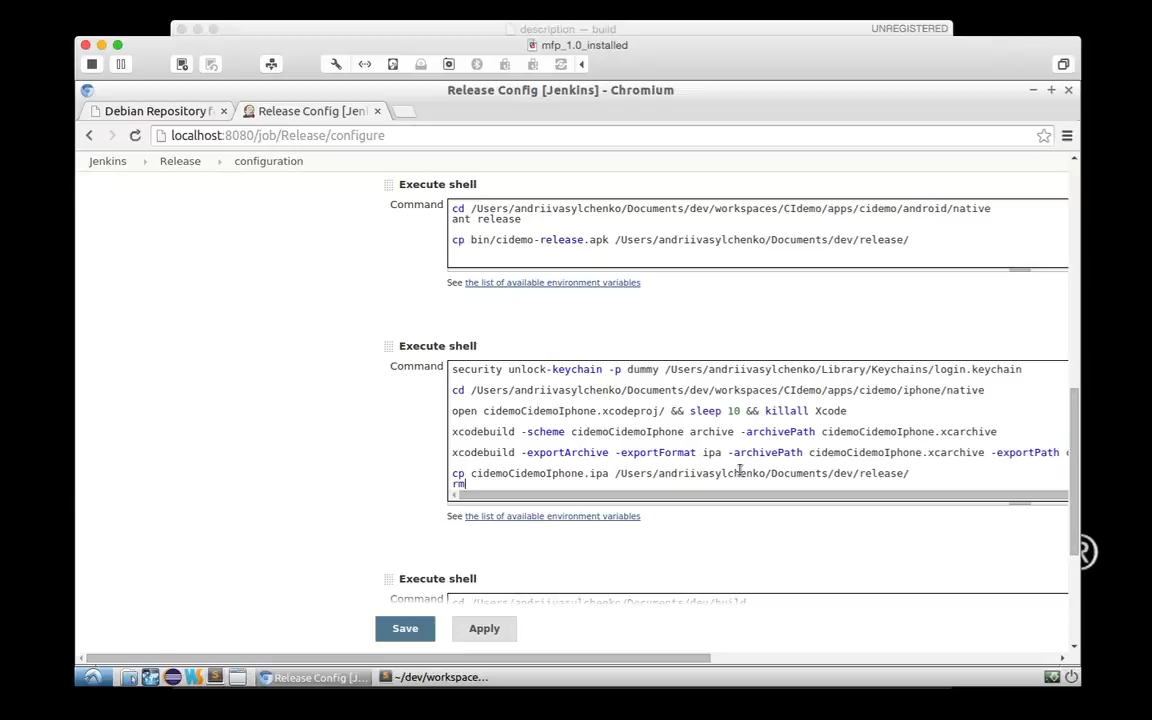 description — build
UNREGISTERED
mfp_1.0_installed
Release Config [Jenkins] - Chromium
Debian Repository f
Release Config [Jen
localhost:8080/job/Release/configure
Jenkins Release configuration
Execute shell
Command
cd /Users/andriivasylchenko/Documents/dev/workspaces/CIdemo/apps/cidemo/android/native
ant release
cp bin/cidemo-release.apk /Users/andriivasylchenko/Documents/dev/release/
See the list of available environment variables
Execute shell
Command
security unlock-keychain -p dummy /Users/andriivasylchenko/Library/Keychains/login.keychain
cd /Users/andriivasylchenko/Documents/dev/workspaces/CIdemo/apps/cidemo/iphone/native
open cidemoCidemoIphone.xcodeproj/ && sleep 10 && killall Xcode
xcodebuild -scheme cidemoCidemoIphone archive -archivePath cidemoCidemoIphone.xcarchive
xcodebuild -exportArchive -exportFormat ipa -archivePath cidemoCidemoIphone.xcarchive -exportPath c
cp cidemoCidemoIphone.ipa /Users/andriivasylchenko/Documents/dev/release/
rm
See the list of available environment variables
Execute shell
Command
cd /Users/andriivasylchenko/Documents/dev/build
Save Apply
®
Release Config [J... ~/dev/workspace...